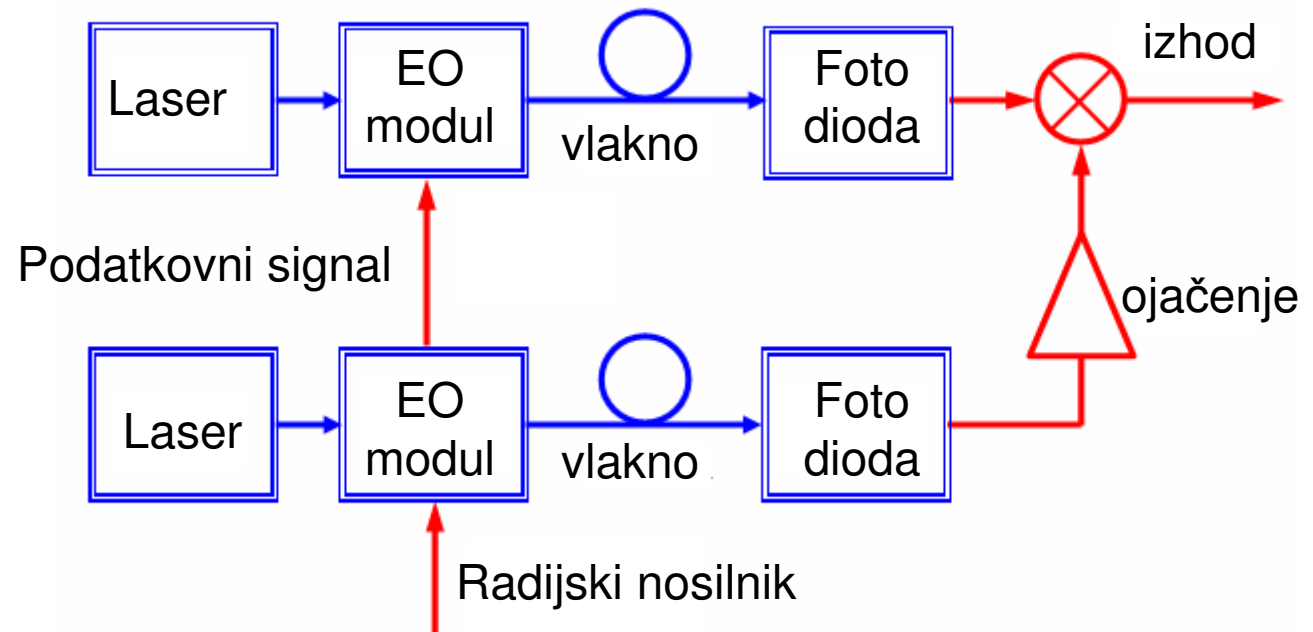 izhod
Laser
EO
modul
vlakno
Foto
dioda
Podatkovni signal
ojačenje
Laser
EO
modul
vlakno
Foto
dioda
Radijski nosilnik